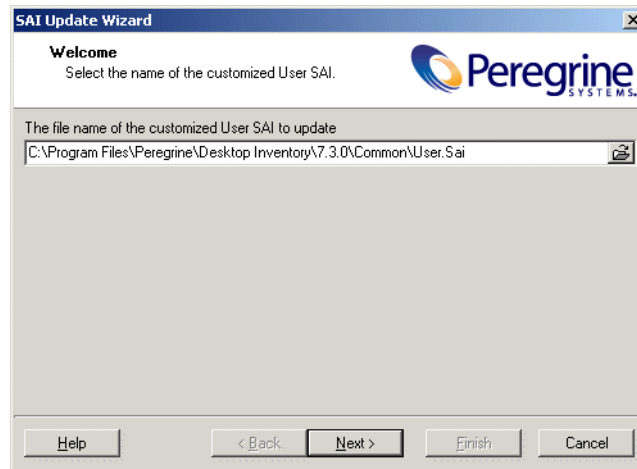 SAI Update Wizard
Welcome
Select the name of the customized User SAI.
Peregrine
SYSTEMS
The file name of the customized User SAI to update
C:\Program Files\Peregrine\Desktop Inventory\7.3.0\Common\User.Sai
Help
< Back
Next >
Finish
Cancel